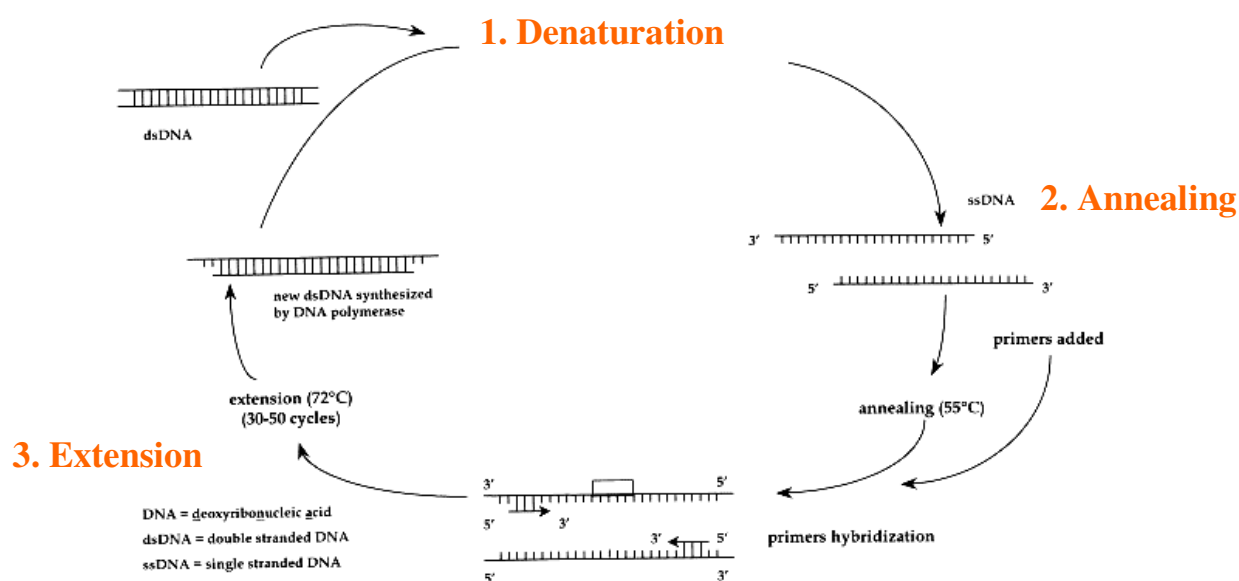 1. Denaturation
dsDNA
ssDNA
2. Annealing
3′ 5′
5′ 3′
new dsDNA synthesized
by DNA polymerase
primers added
extension (72°C)
(30-50 cycles)
annealing (55°C)
3. Extension
3′ 5′
5′ 3′
3′ 5′
5′ 3′
primers hybridization
DNA = deoxyribonucleic acid
dsDNA = double stranded DNA
ssDNA = single stranded DNA